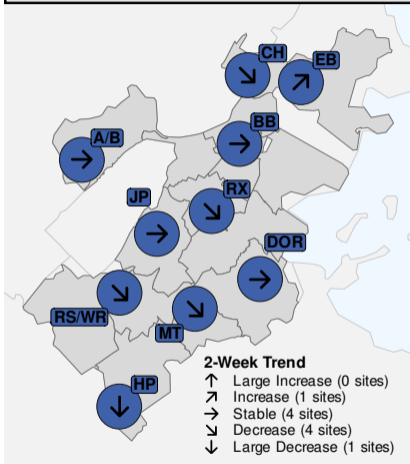 CH
EB
BB
A/B
RX
JP
DOR
RS/WR
MT
HP
2-Week Trend
↑ Large Increase (0 sites)
↗ Increase (1 sites)
→ Stable (4 sites)
↘ Decrease (4 sites)
↓ Large Decrease (1 sites)